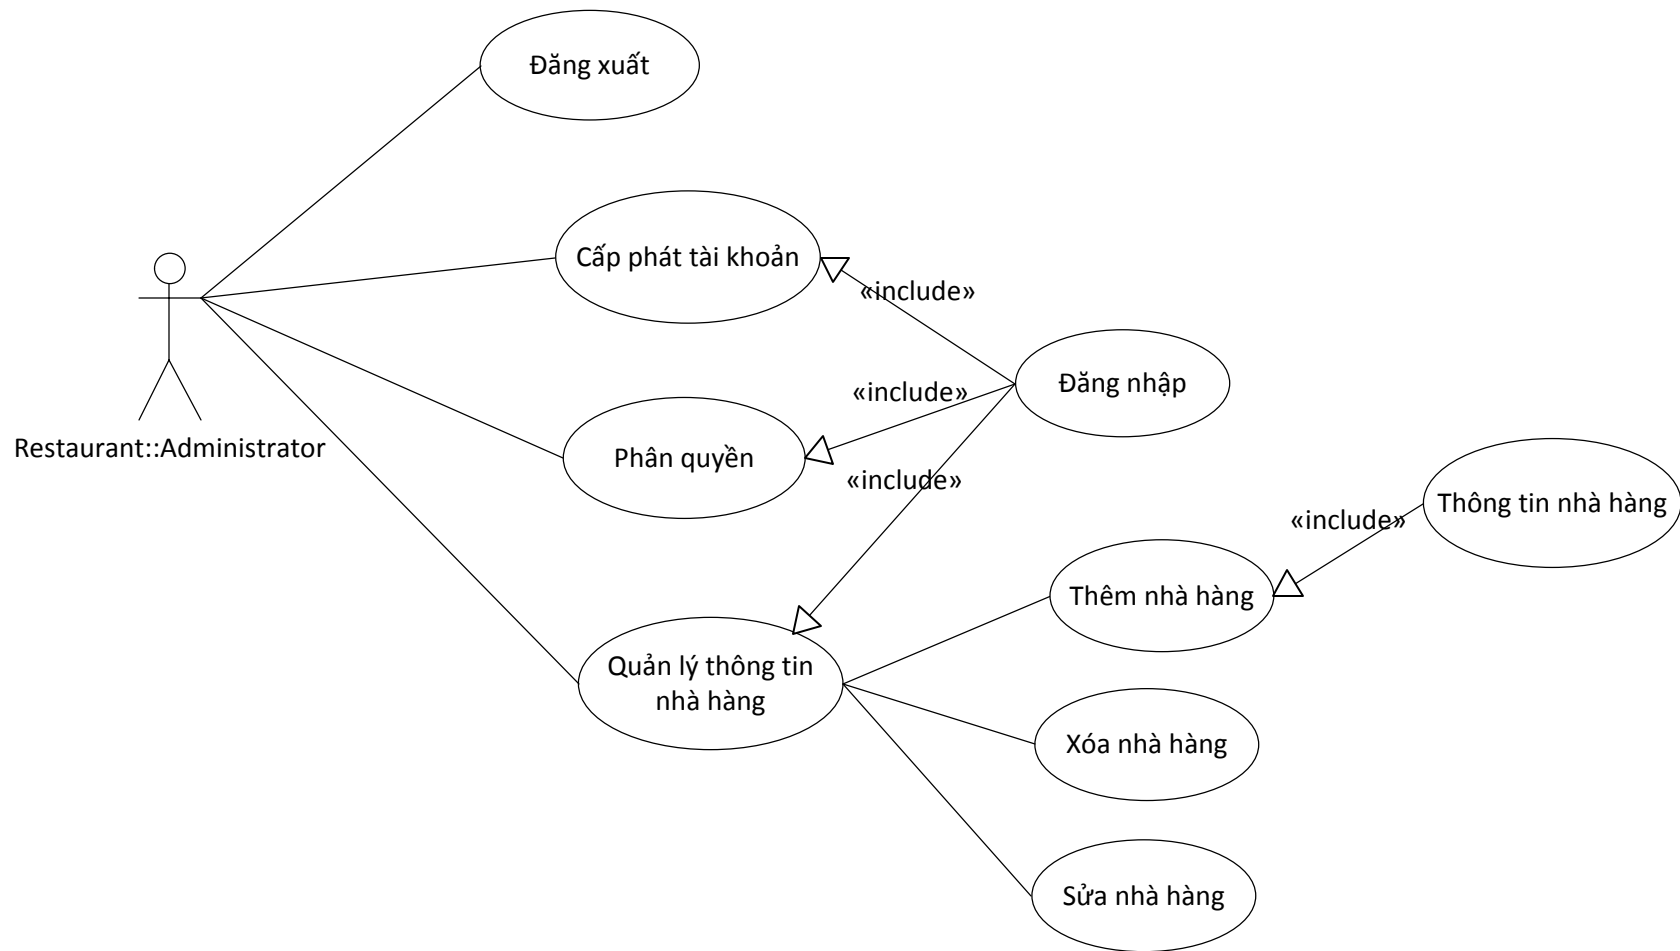 Đăng xuất
Cấp phát tài khoản
«include»
Đăng nhập
«include»
Restaurant::Administrator
Phân quyền
«include»
Thông tin nhà hàng
«include»
Thêm nhà hàng
Quản lý thông tin
nhà hàng
Xóa nhà hàng
Sửa nhà hàng